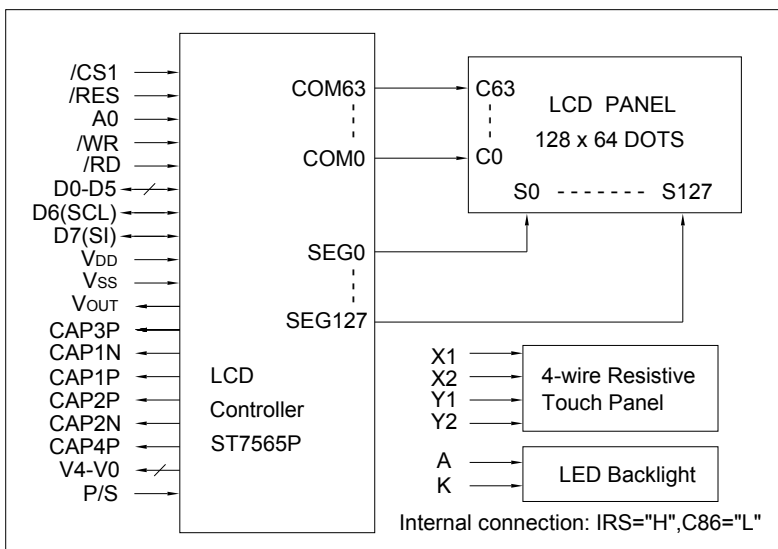 /CS1
/RES
A0
/WR
/RD
D0-D5
D6(SCL)
D7(SI)
VDD
VSS
VOUT
CAP3P
CAP1N
CAP1P
CAP2P
CAP2N
CAP4P
V4-V0
P/S
COM63
COM0
SEG0
SEG127
LCD
Controller
ST7565P
C63
C0
LCD PANEL
128 x 64 DOTS
S0 - - - - - - - S127
X1
X2
Y1
Y2
4-wire Resistive
Touch Panel
A
K
LED Backlight
Internal connection: IRS="H",C86="L"